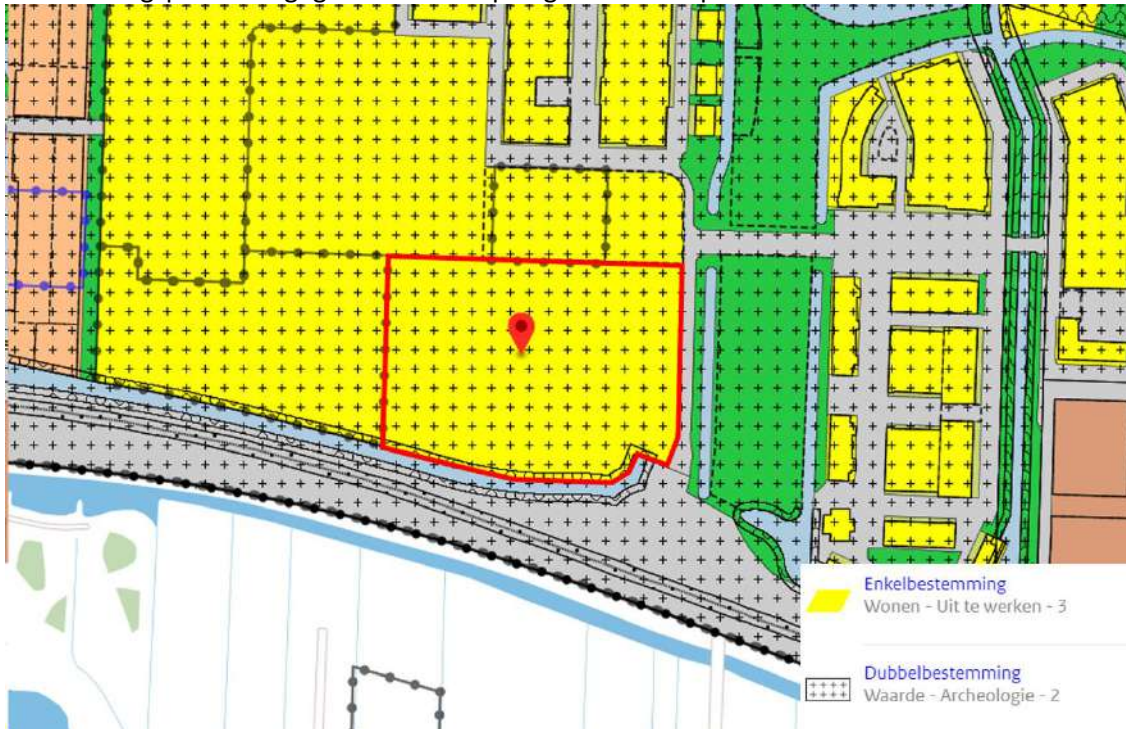 Enkelbestemming
Wonen - Uit te werken - 3
Dubbelbestemming
Waarde - Archeologie - 2